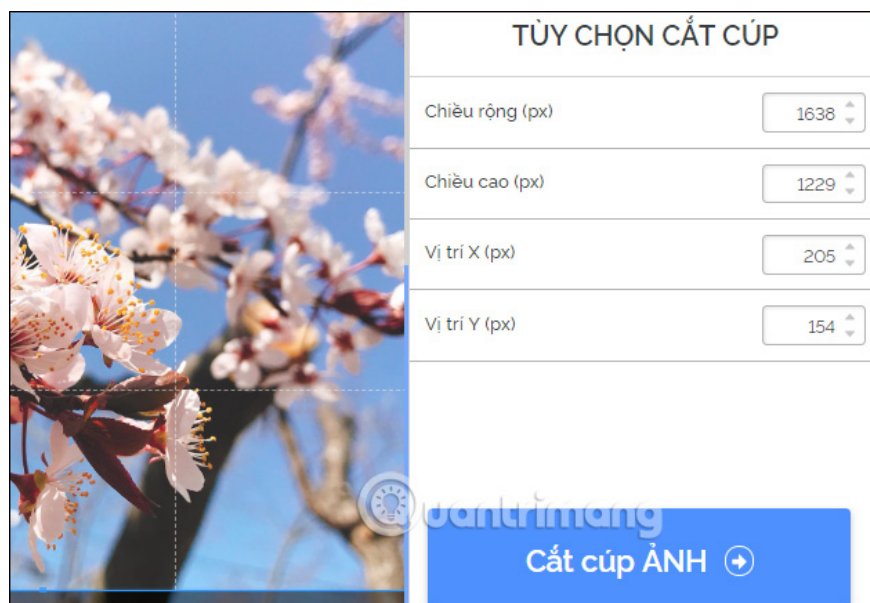 TÙY CHỌN CẮT CÚP
Chiều rộng (px) 1638
Chiều cao (px) 1229
Vị trí X (px) 205
Vị trí Y (px) 154
Quantrimang
Cắt cúp ẢNH